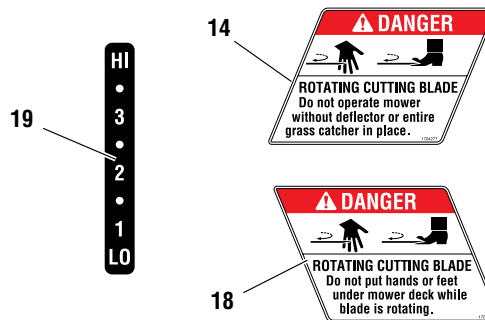 19
HI
3
2
1
LO
14
DANGER
ROTATING CUTTING BLADE
Do not operate mower
without deflector or entire
grass catcher in place.
1704277
18
DANGER
ROTATING CUTTING BLADE
Do not put hands or feet
under mower deck while
blade is rotating.